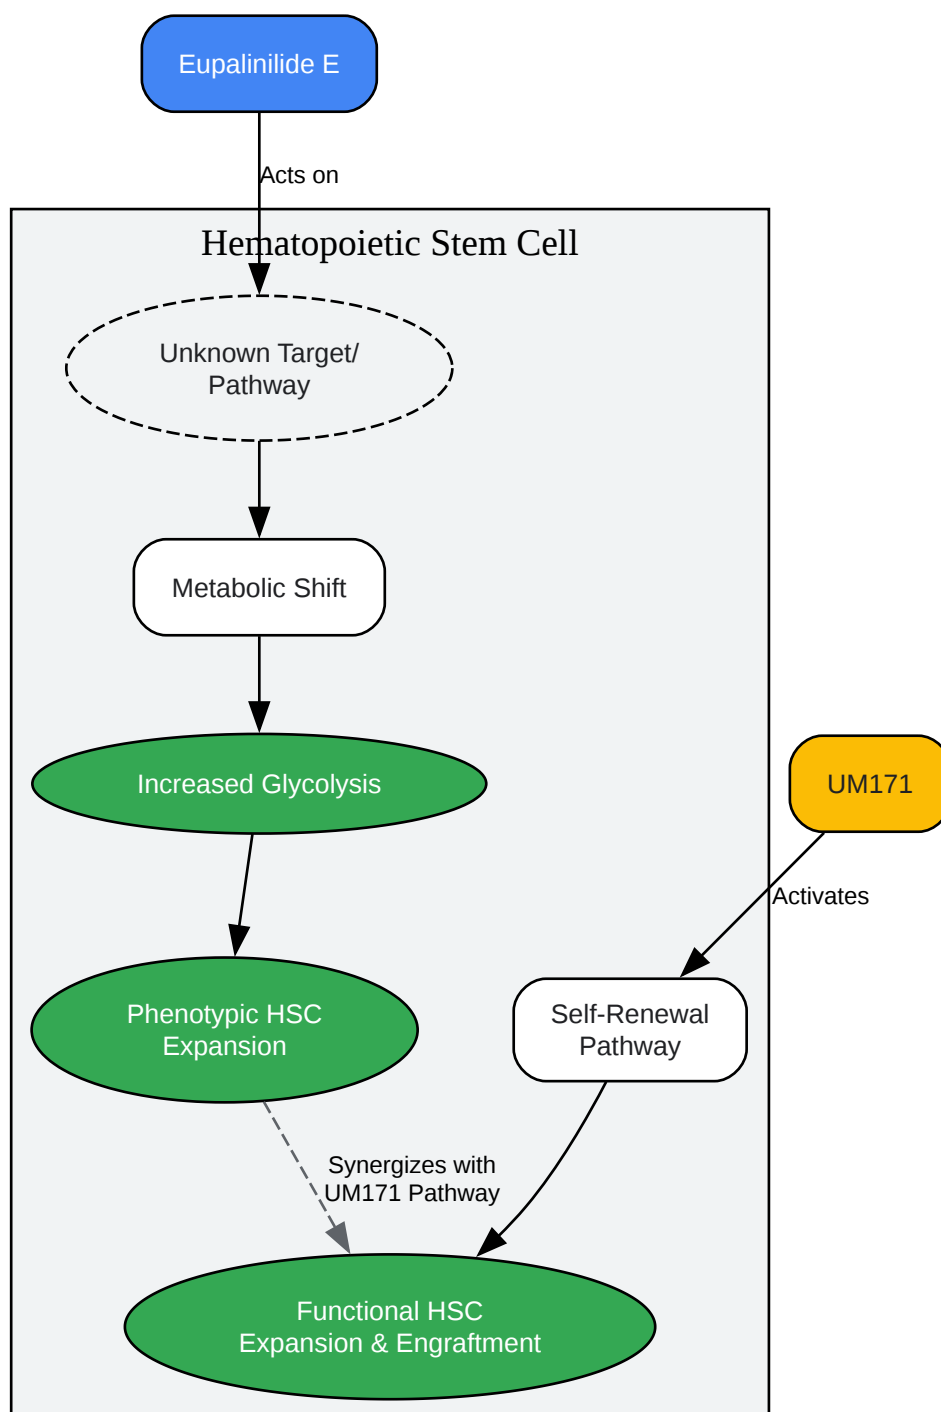 Eupalinilide E
Acts on
Hematopoietic Stem Cell
Unknown Target/
Pathway
Metabolic Shift
Increased Glycolysis
UM171
Activates
Phenotypic HSC
Expansion
Self-Renewal
Pathway
Synergizes with
UM171 Pathway
Functional HSC
Expansion & Engraftment